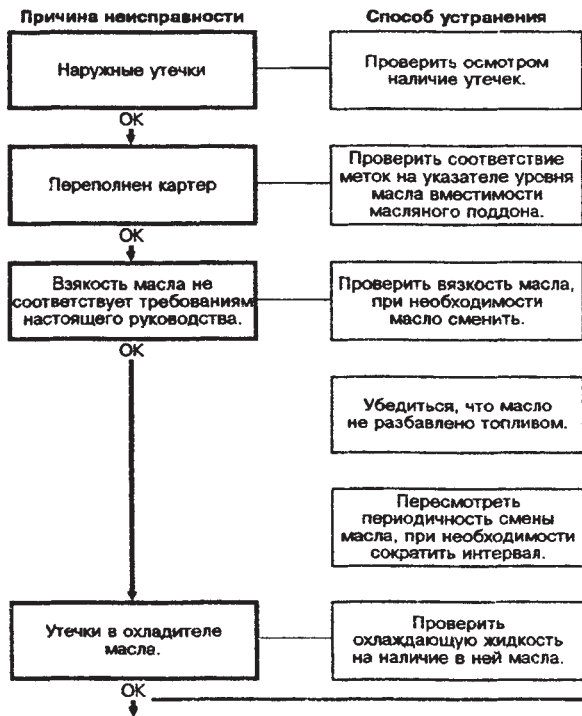 Причина неисправности
Способ устранения
Наружные утечки
Проверить осмотром
наличие утечек.
OK
Переполнен картер
Проверить соответствие
меток на указателе уровня
масла вместимости
масляного поддона.
OK
Взякость масла не
соответствует требованиям
настоящего руководства.
Проверить вязкость масла,
при необходимости
масло сменить.
OK
Убедиться, что масло
не разбавлено топливом.
Пересмотреть
периодичность смены
масла, при необходимости
сократить интервал.
Утечки в охладителе
масла.
Проверить
охлаждающую жидкость
на наличие в ней масла.
OK